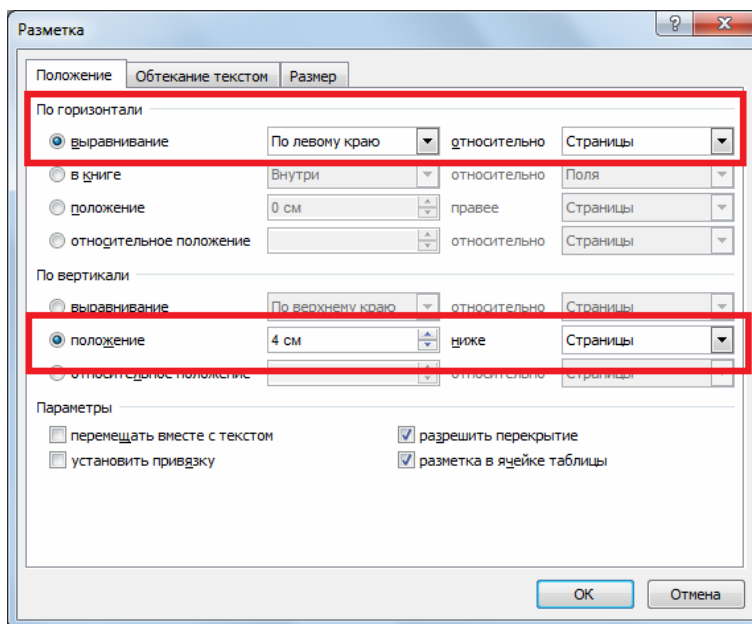 Разметка
Положение Обтекание текстом Размер
По горизонтали
выравнивание По левому краю относительно Страницы
в книге Внутри относительно Поля
положение 0 см правее Страницы
относительное положение относительно Страницы
По вертикали
выравнивание По верхнему краю относительно Страницы
положение 4 см ниже Страницы
относительное положение относительно Страницы
Параметры
перемещать вместе с текстом разрешить перекрытие
установить привязку разметка в ячейке таблицы
ОК Отмена